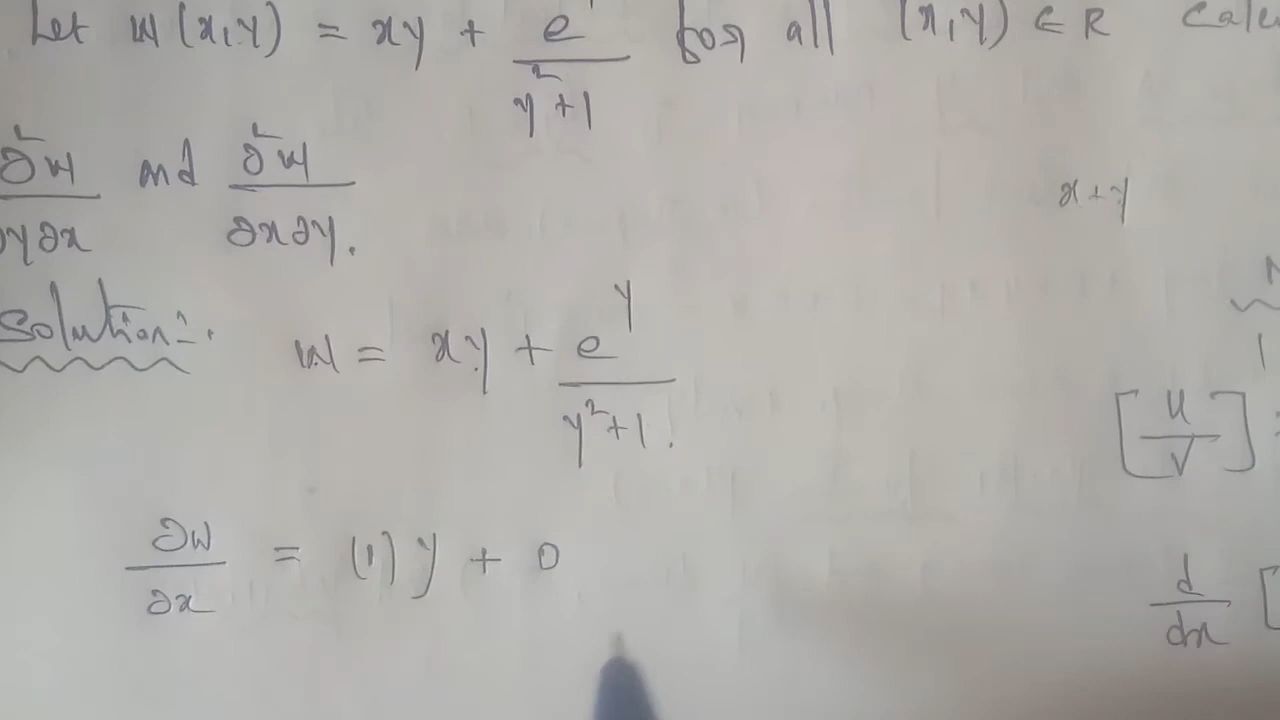 Let w(x,y) = xy + e^y / y²+1 for all (x,y) ∈ R Calc
∂²w / ∂y∂x and ∂²w / ∂x∂y.
x+y
Solution:-
w = xy + e^y / y²+1.
[u/v]
∂w/∂x = (1)y + 0
d/dx [